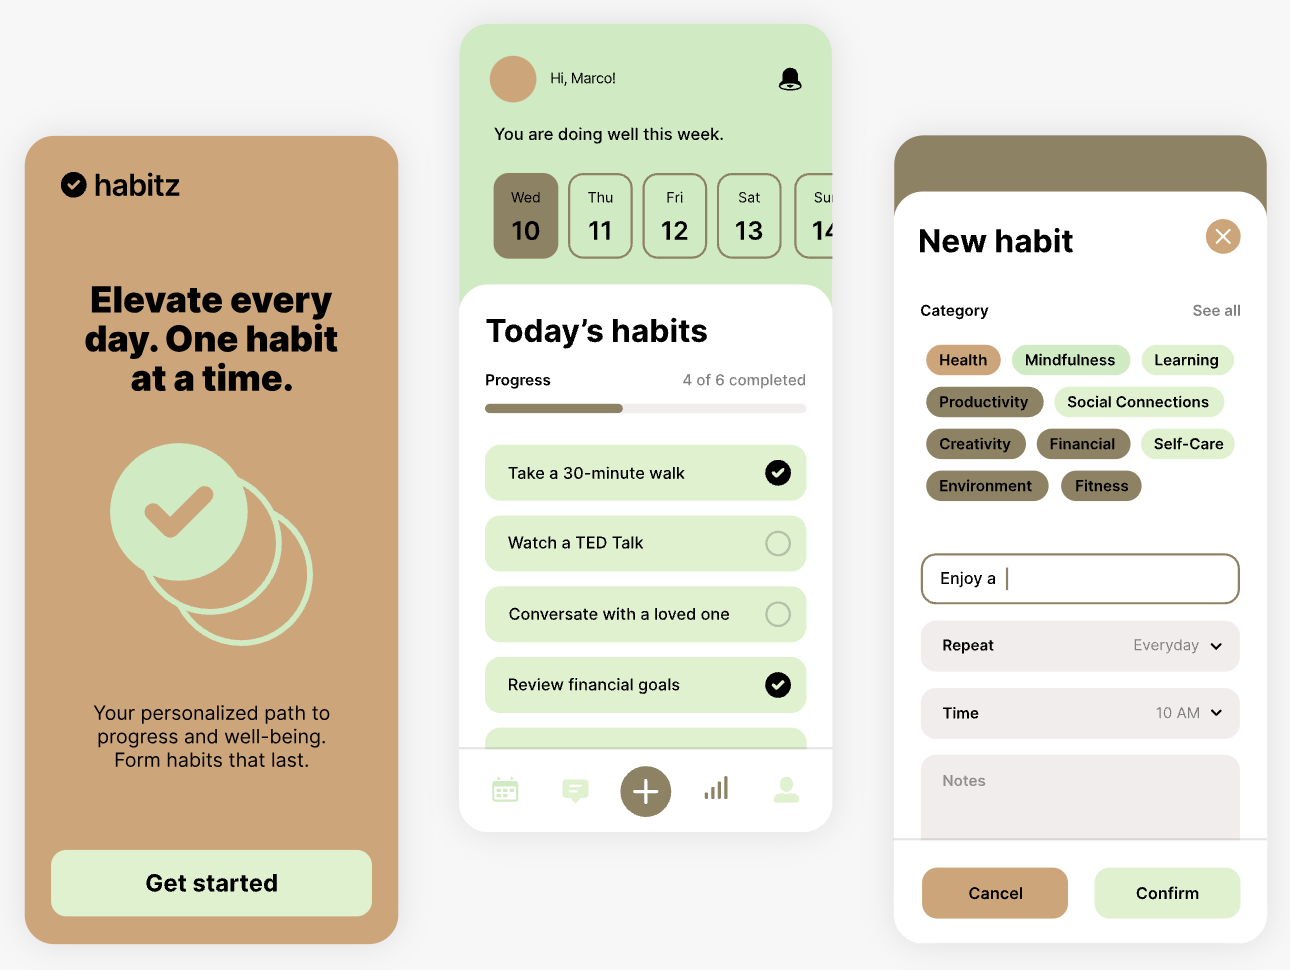 habitz
Elevate every
day. One habit
at a time.
Your personalized path to
progress and well-being.
Form habits that last.
Get started
Hi, Marco!
You are doing well this week.
Wed Thu Fri Sat Sun
10 11 12 13 14
Today’s habits
Progress 4 of 6 completed
Take a 30-minute walk
Watch a TED Talk
Conversate with a loved one
Review financial goals
New habit
Category See all
Health Mindfulness Learning
Productivity Social Connections
Creativity Financial Self-Care
Environment Fitness
Enjoy a
Repeat Everyday
Time 10 AM
Notes
Cancel Confirm